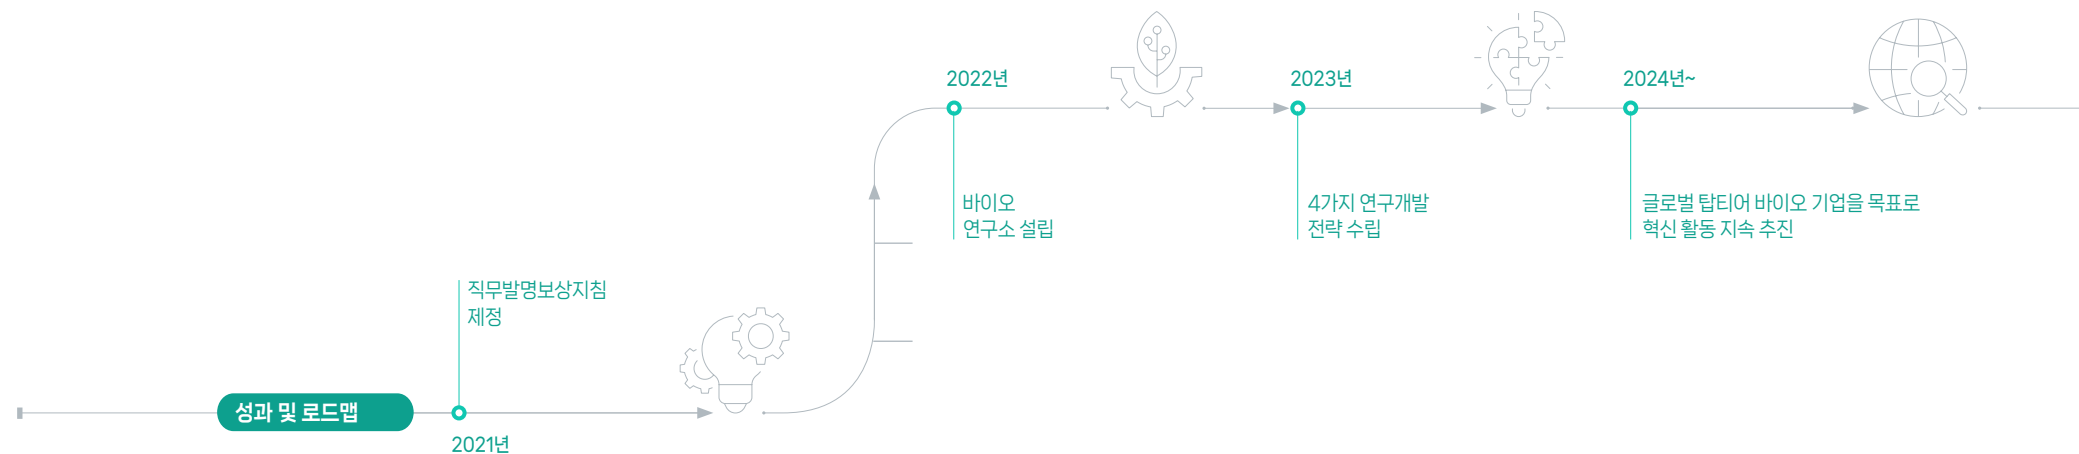 성과 및 로드맵
2021년
직무발명보상지침
제정
2022년
바이오
연구소 설립
2023년
4가지 연구개발
전략 수립
2024년~
글로벌 탑티어 바이오 기업을 목표로
혁신 활동 지속 추진